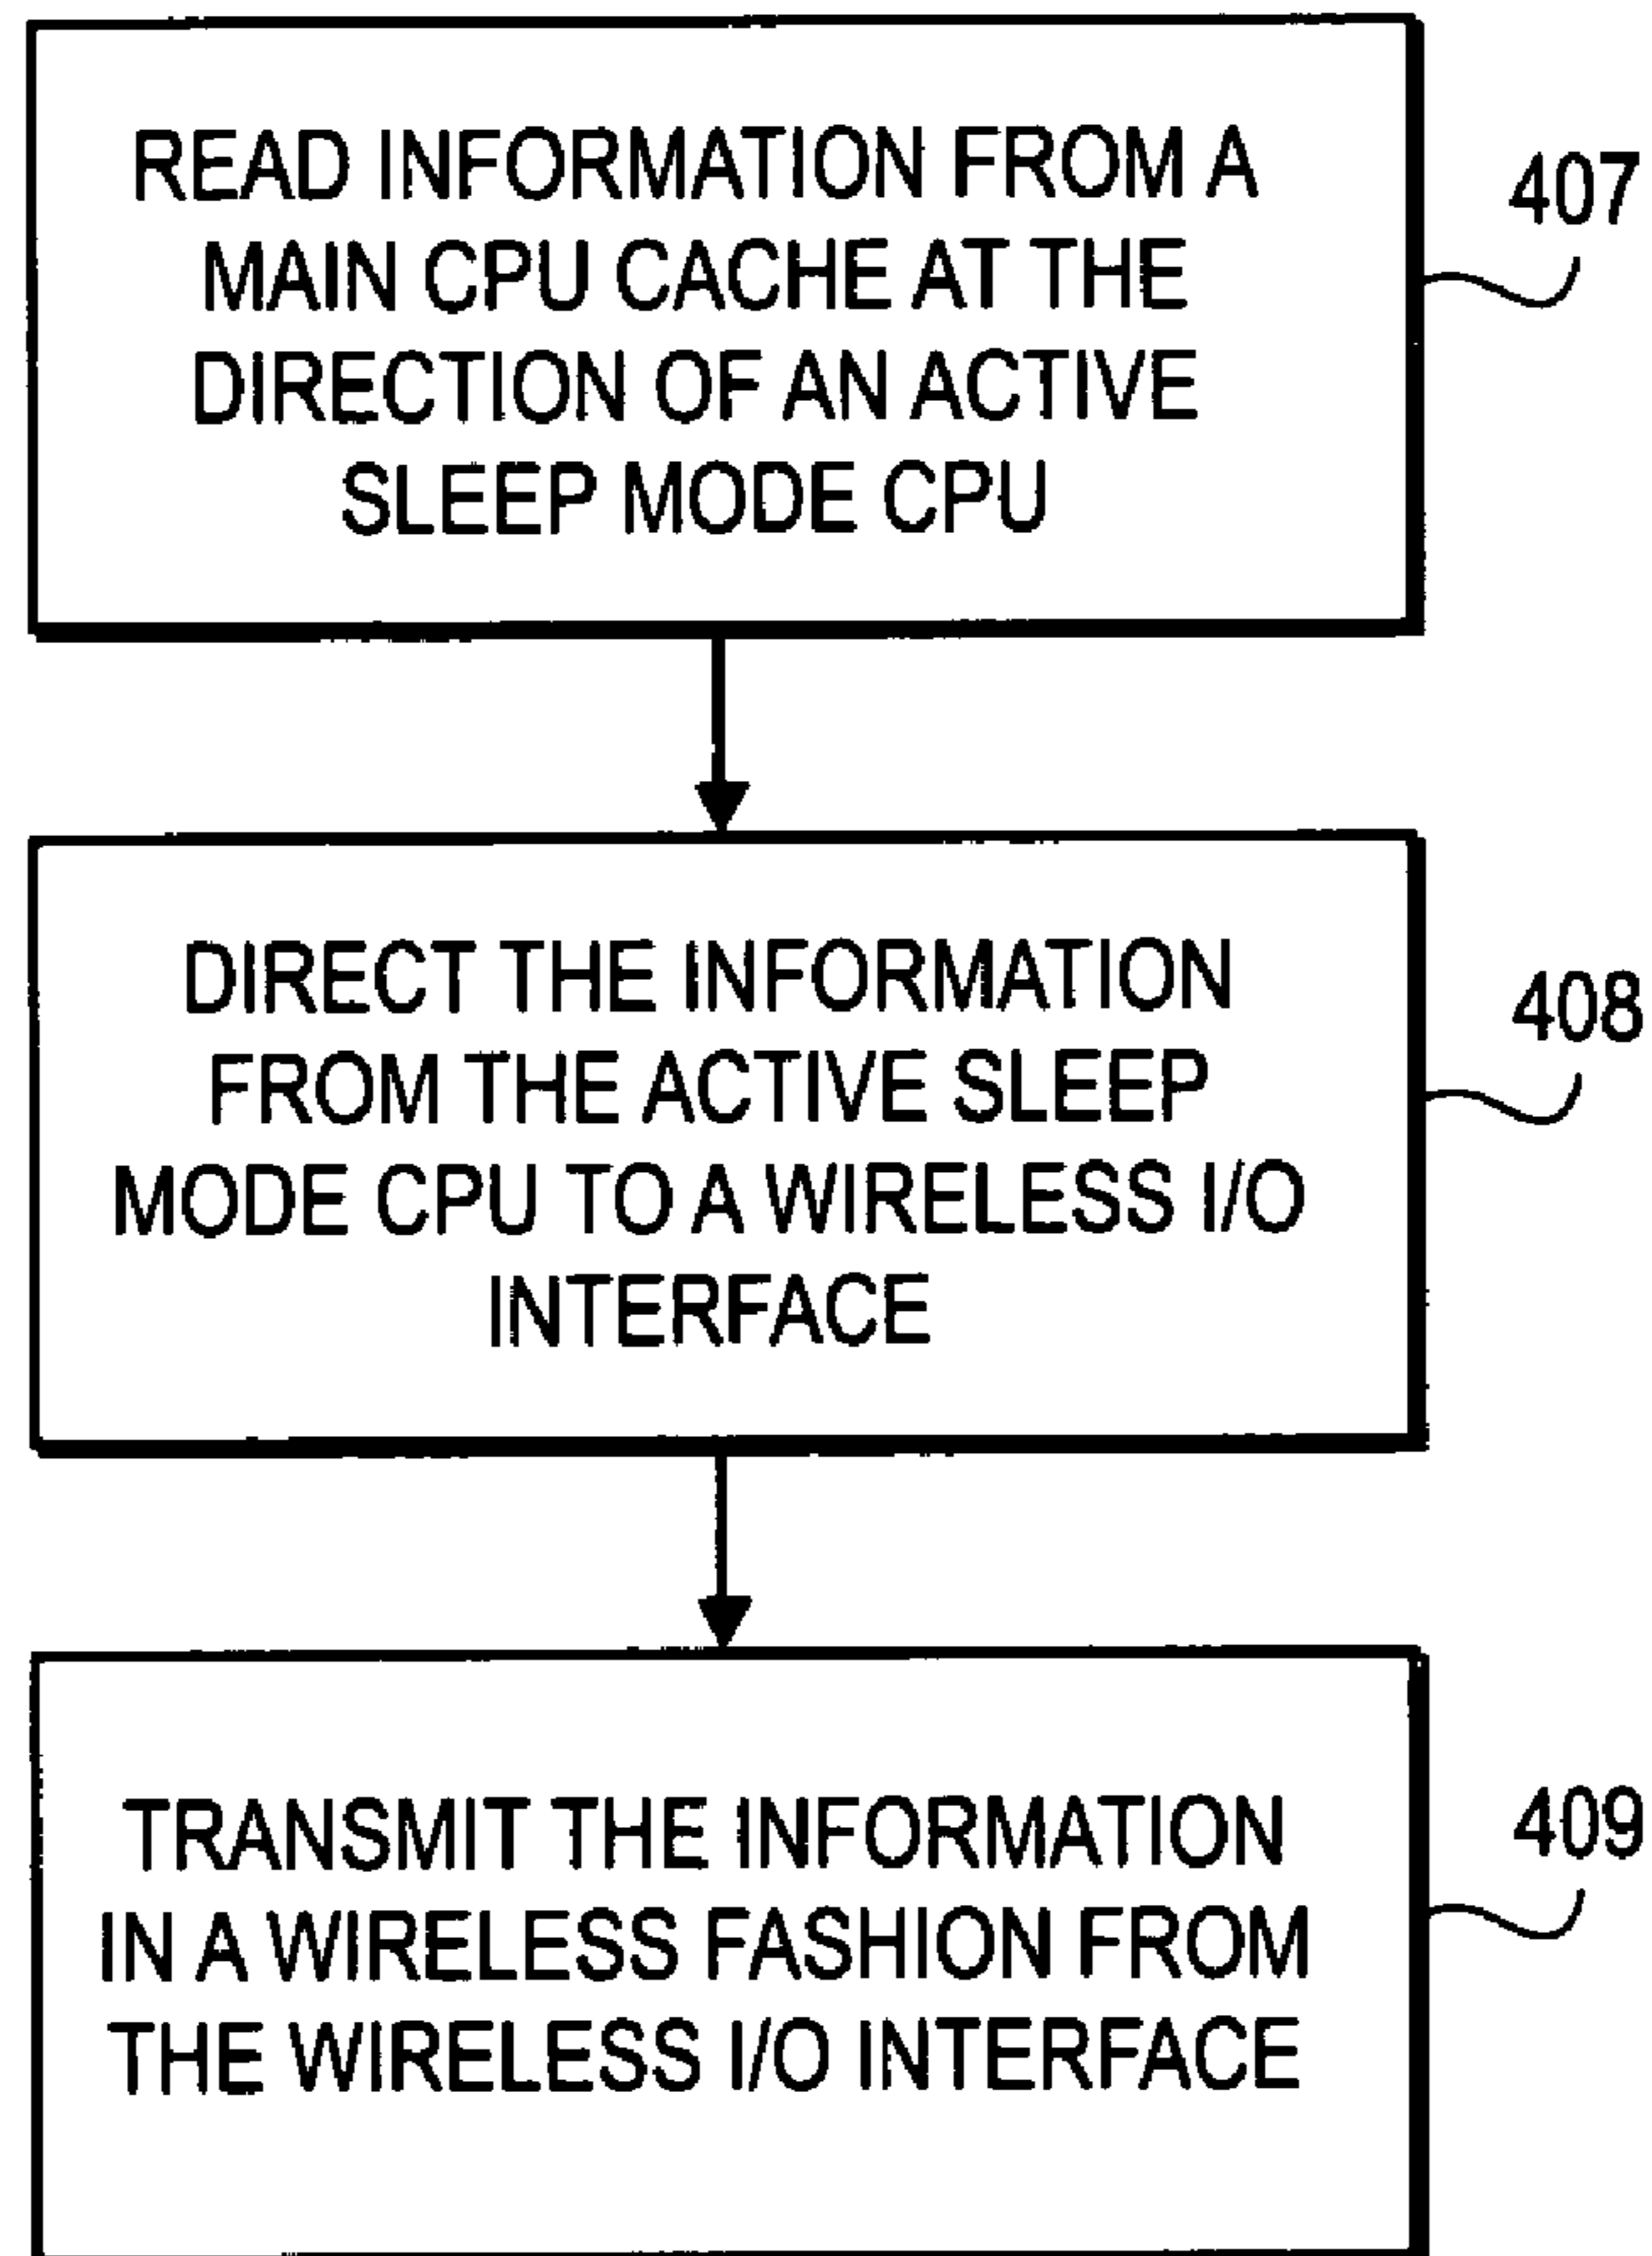 READ INFORMATION FROM A
MAIN CPU CACHE AT THE
DIRECTION OF AN ACTIVE
SLEEP MODE CPU
407
DIRECT THE INFORMATION
FROM THE ACTIVE SLEEP
MODE CPU TO A WIRELESS I/O
INTERFACE
408
TRANSMIT THE INFORMATION
IN A WIRELESS FASHION FROM
THE WIRELESS I/O INTERFACE
409